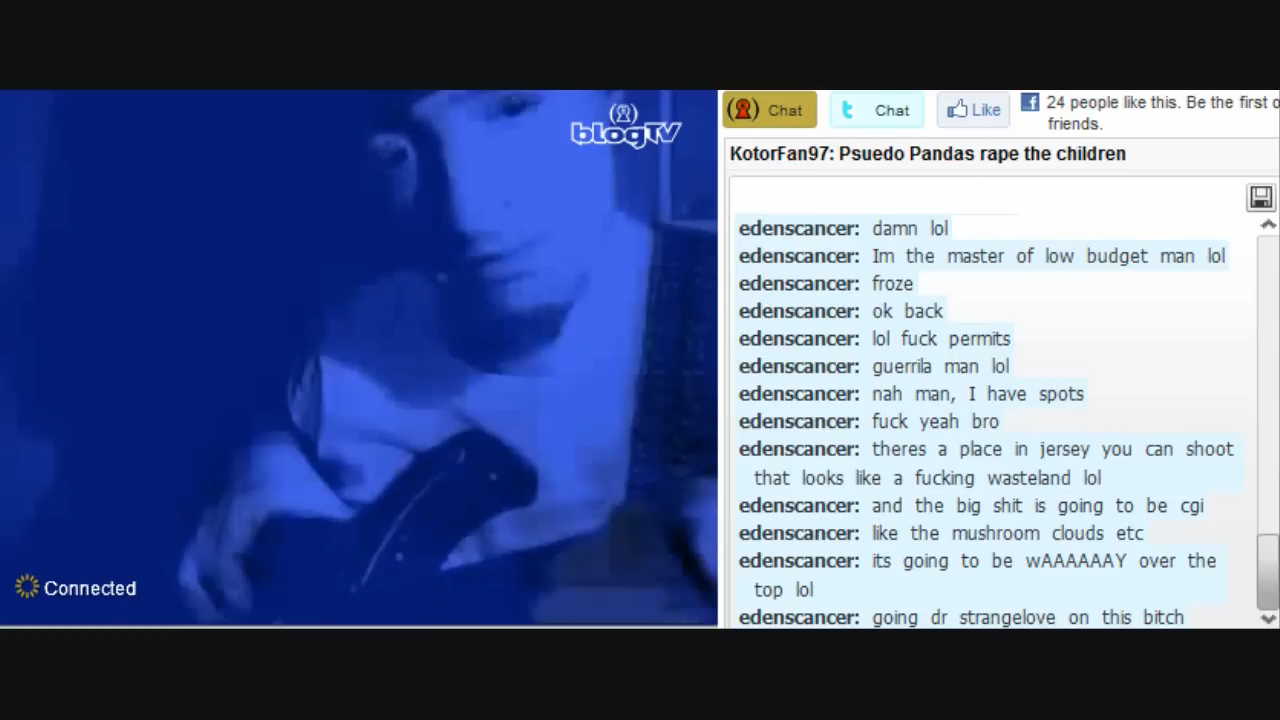 blogTV
Connected
Chat
Chat
Like
24 people like this. Be the first o
friends.
KotorFan97: Psuedo Pandas rape the children
edenscancer: damn lol
edenscancer: Im the master of low budget man lol
edenscancer: froze
edenscancer: ok back
edenscancer: lol fuck permits
edenscancer: guerrila man lol
edenscancer: nah man, I have spots
edenscancer: fuck yeah bro
edenscancer: theres a place in jersey you can shoot
that looks like a fucking wasteland lol
edenscancer: and the big shit is going to be cgi
edenscancer: like the mushroom clouds etc
edenscancer: its going to be wAAAAAAY over the
top lol
edenscancer: going dr strangelove on this bitch